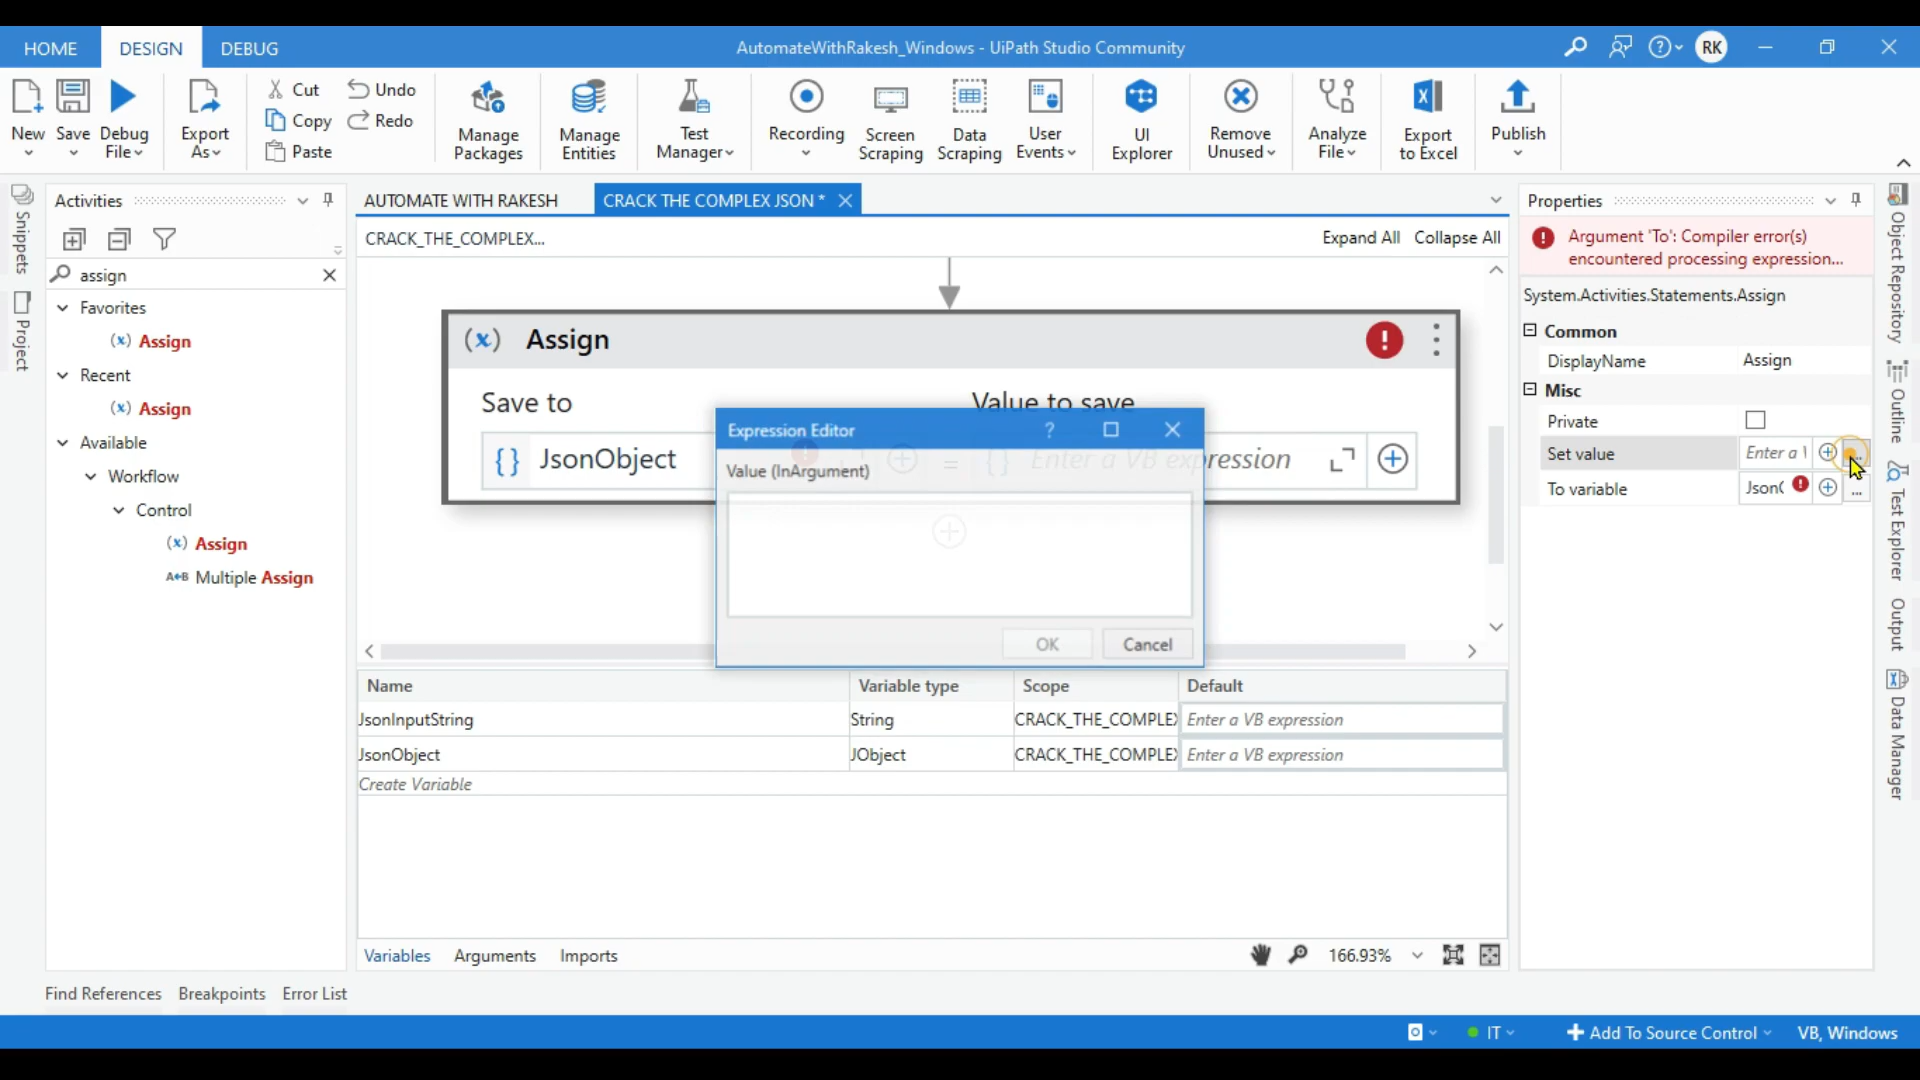 HOME DESIGN DEBUG AutomateWithRakesh_Windows - UiPath Studio Community RK
New Save Debug File Export As Cut Copy Paste Undo Redo Manage Packages Manage Entities Test Manager Recording Screen Scraping Data Scraping User Events UI Explorer Remove Unused Analyze File Export to Excel Publish
Snippets
Project
Activities
assign
Favorites
(x) Assign
Recent
(x) Assign
Available
Workflow
Control
(x) Assign
A+B Multiple Assign
AUTOMATE WITH RAKESH CRACK THE COMPLEX JSON *
CRACK_THE_COMPLEX... Expand All Collapse All
(x) Assign
Save to Value to save
{} JsonObject = {} Enter a VB expression
Expression Editor ?
Value (InArgument)
OK Cancel
Name Variable type Scope Default
JsonInputString String CRACK_THE_COMPLEX Enter a VB expression
JsonObject JObject CRACK_THE_COMPLEX Enter a VB expression
Create Variable
Variables Arguments Imports 166.93%
Properties
Argument 'To': Compiler error(s)
encountered processing expression...
System.Activities.Statements.Assign
Common
DisplayName Assign
Misc
Private
Set value Enter a \ ...
To variable Json( ...
Object Repository
Outline
Test Explorer
Output
Data Manager
Find References Breakpoints Error List
IT Add To Source Control VB, Windows